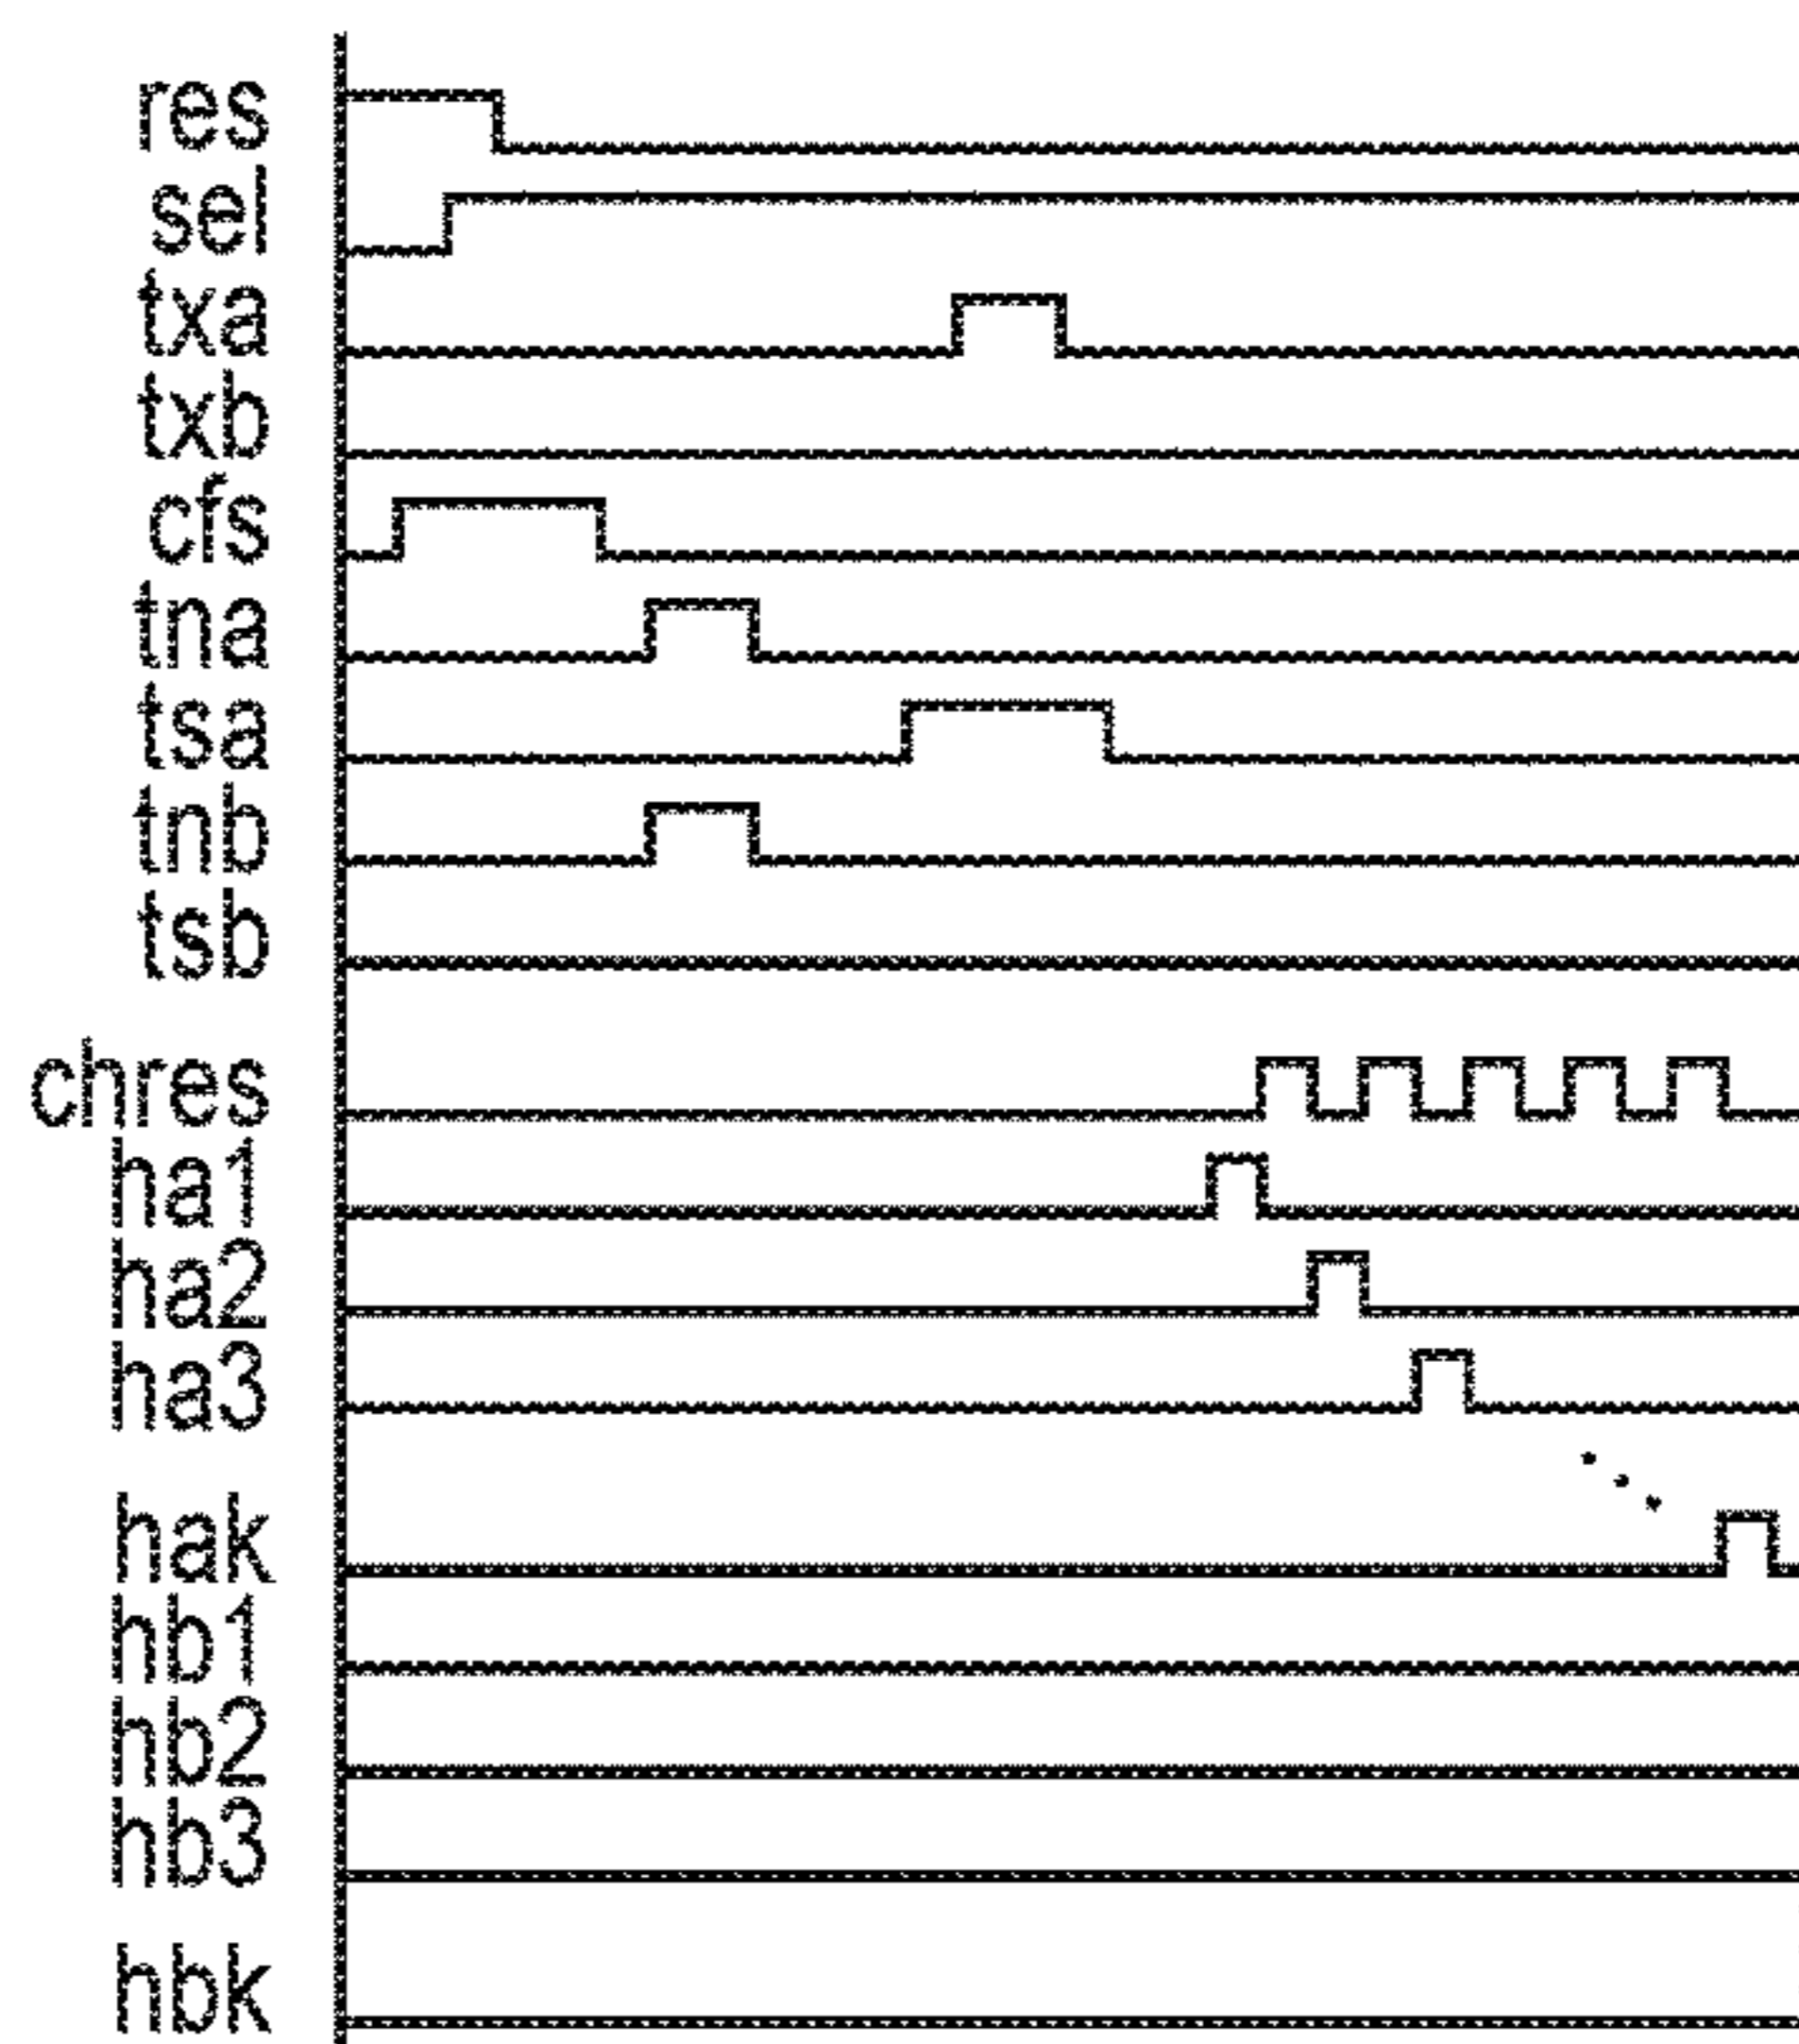 res
sel
txa
txb
cfs
tna
tsa
tnb
tsb
chres
ha1
ha2
ha3
hak
hb1
hb2
hb3
hbk